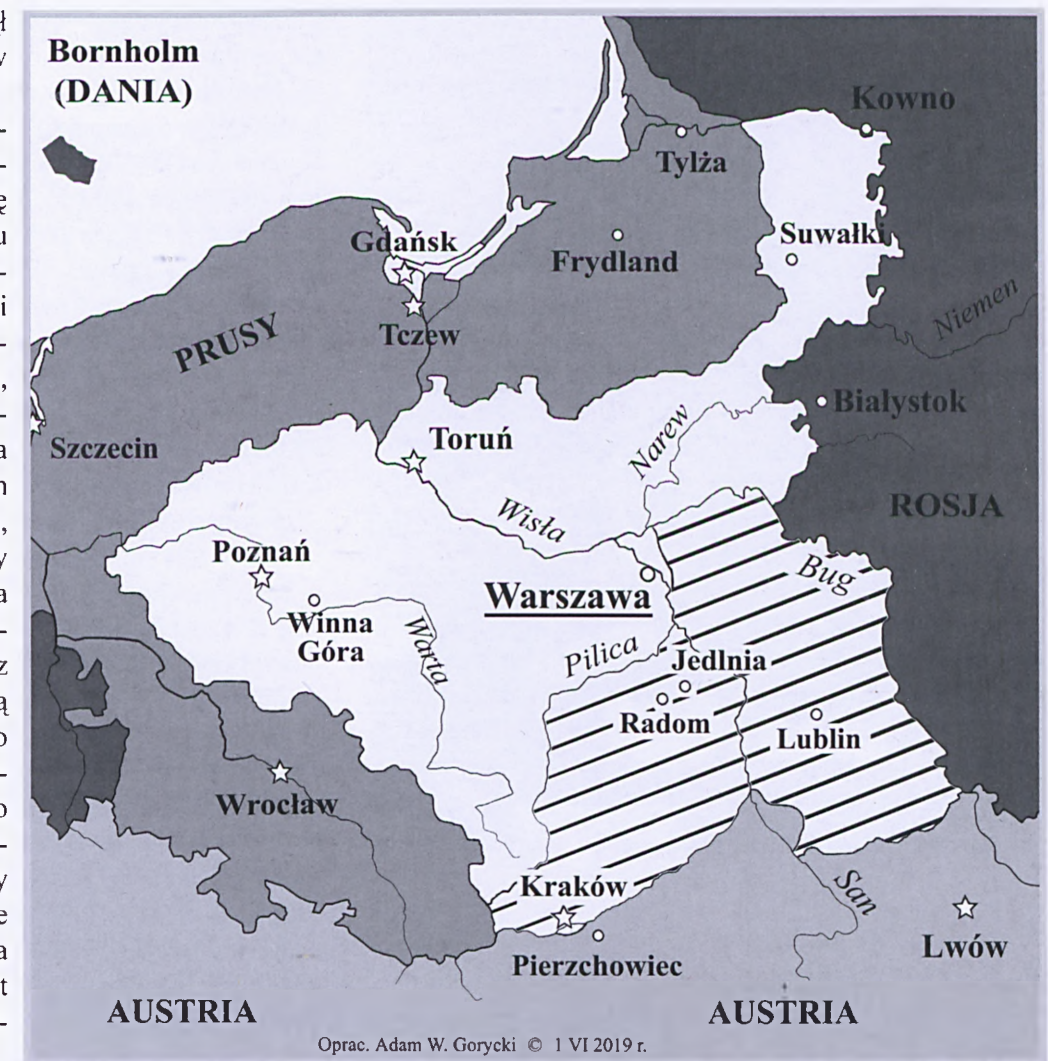 Bornholm
(DANIA)
Kowno
Tylża
Gdańsk
Suwałki
Frydland
Niemen
PRUSY
Tczew
Białystok
Szczecin
Toruń
Narew
ROSJA
Wisła
Poznań
Bug
Warszawa
Winna
Góra
Warta
Pilica
Jedlnia
Radom
Lublin
Wrocław
Kraków
San
Lwów
Pierzchowiec
AUSTRIA
AUSTRIA
Oprac. Adam W. Gorycki © 1 VI 2019 r.